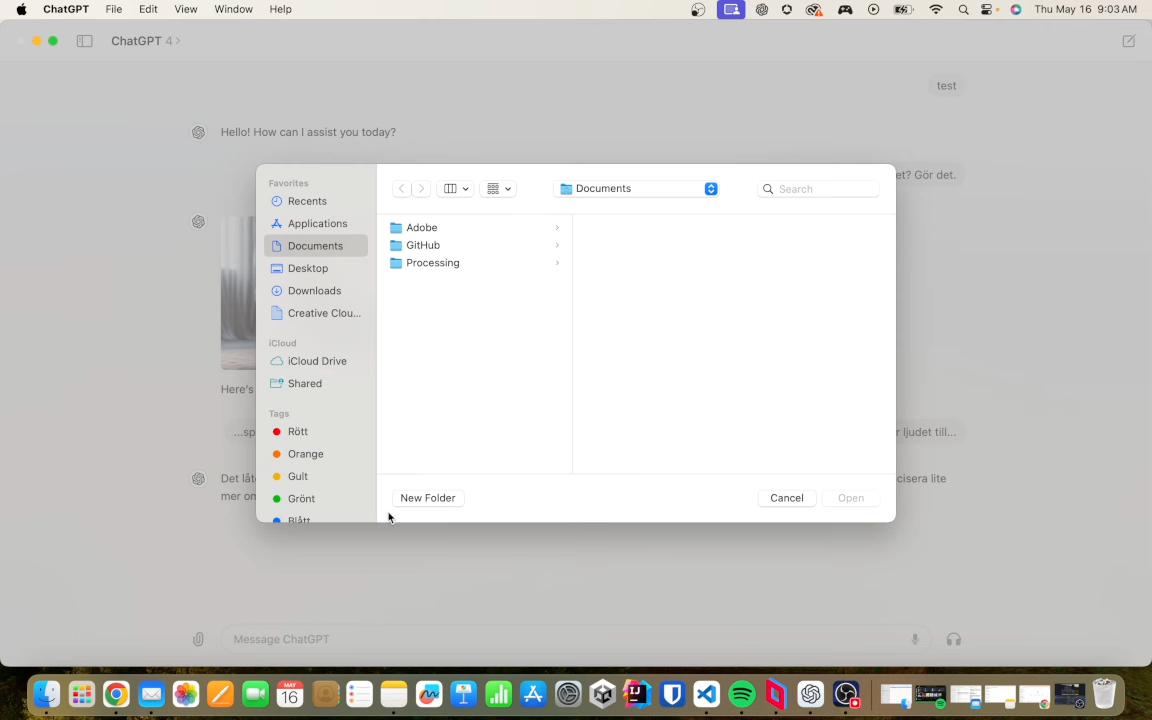 ChatGPT File Edit View Window Help Thu May 16 9:03 AM
ChatGPT 4 >
test
Hello! How can I assist you today?
et? Gör det.
Favorites
Recents
Applications
Documents
Desktop
Downloads
Creative Clou...
iCloud
iCloud Drive
Shared
Tags
Rött
Orange
Gult
Grönt
Blått
Documents
Search
Adobe
GitHub
Processing
New Folder
Cancel
Open
Here's
...sp
r ljudet till...
Det låt
cisera lite
mer on
Message ChatGPT
MAY
16